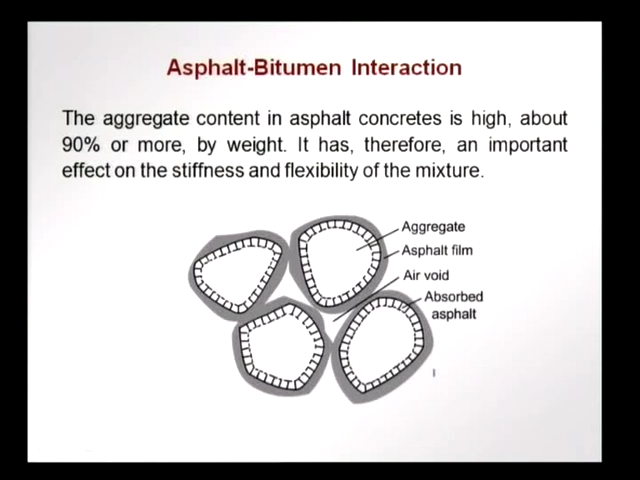 Asphalt-Bitumen Interaction
The aggregate content in asphalt concretes is high, about
90% or more, by weight. It has, therefore, an important
effect on the stiffness and flexibility of the mixture.
Aggregate
Asphalt film
Air void
Absorbed
asphalt